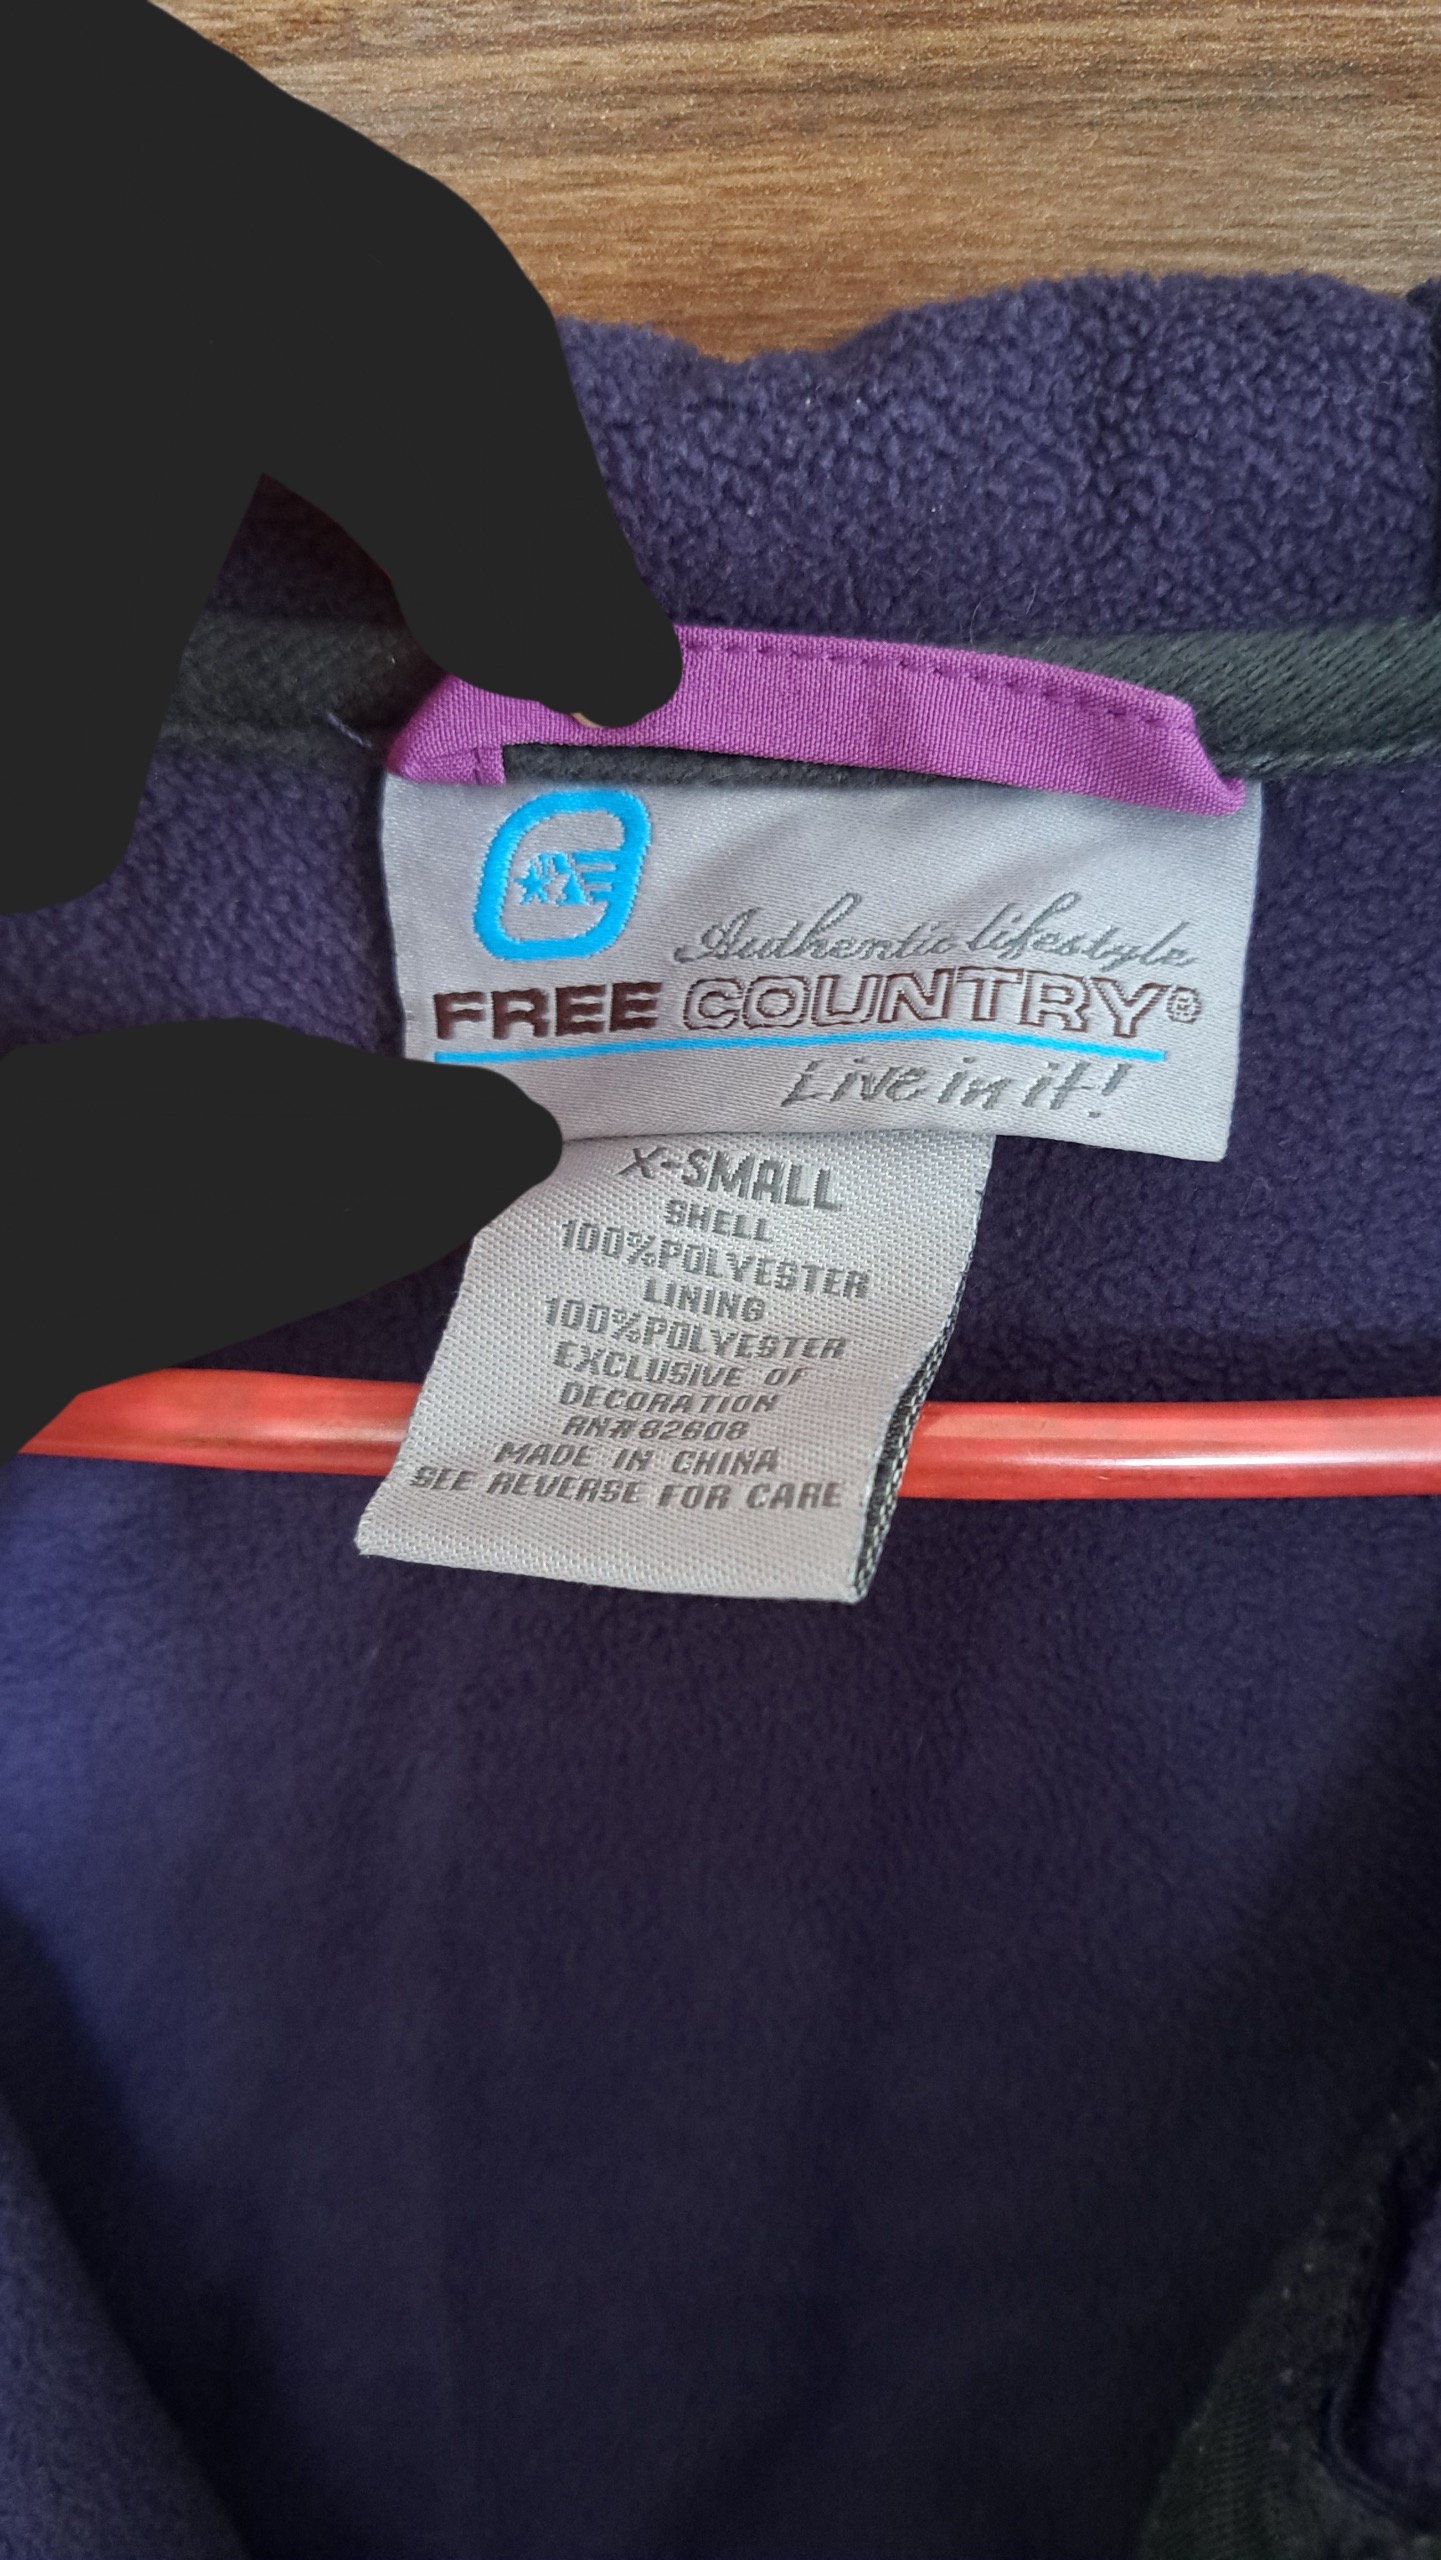 Authentic lifestyle
FREE COUNTRY®
Live in it!
X-SMALL
SHELL
100%POLYESTER
LINING
100%POLYESTER
EXCLUSIVE OF
DECORATION
RN#82608
MADE IN CHINA
SEE REVERSE FOR CARE